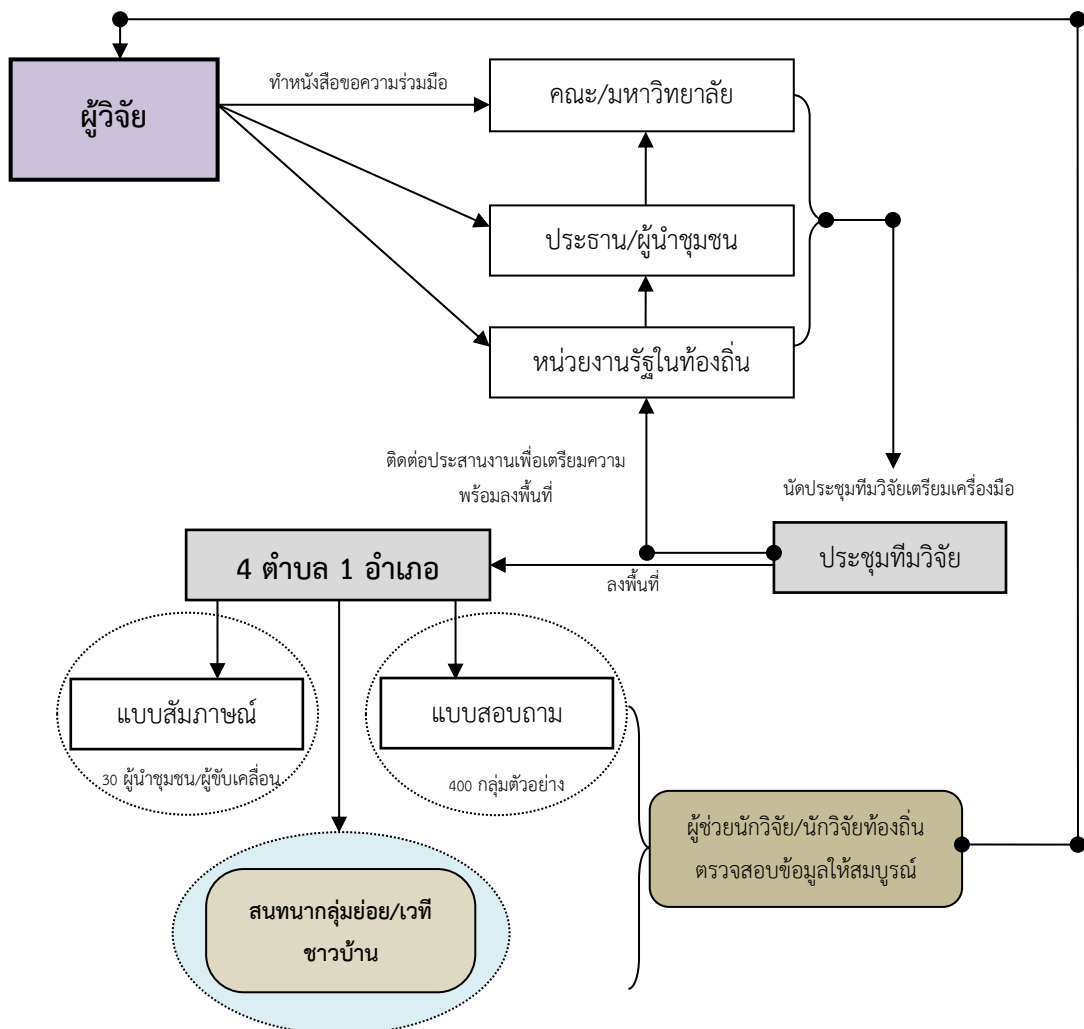 ผู้วิจัย
ทำหนังสือขอความร่วมมือ
คณะ/มหาวิทยาลัย
ประธาน/ผู้นำชุมชน
หน่วยงานรัฐในท้องถิ่น
ติดต่อประสานงานเพื่อเตรียมความ
พร้อมลงพื้นที่
นัดประชุมทีมวิจัยเตรียมเครื่องมือ
4 ตำบล 1 อำเภอ
ลงพื้นที่
ประชุมทีมวิจัย
แบบสัมภาษณ์
30 ผู้นำชุมชน/ผู้ขับเคลื่อน
แบบสอบถาม
400 กลุ่มตัวอย่าง
ผู้ช่วยนักวิจัย/นักวิจัยท้องถิ่น
ตรวจสอบข้อมูลให้สมบูรณ์
สนทนากลุ่มย่อย/เวที
ชาวบ้าน